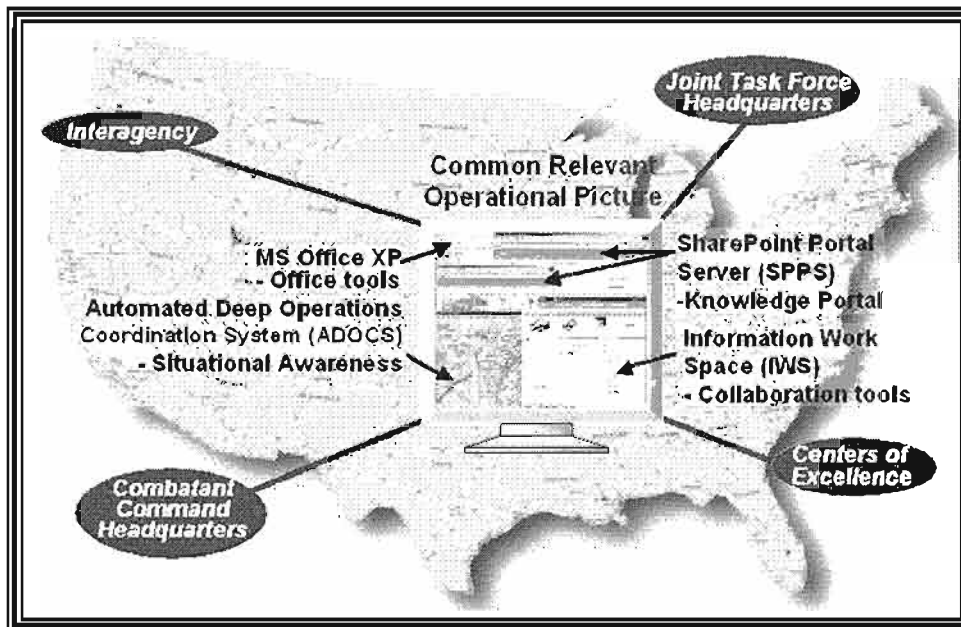 Joint Task Force
Headquarters
Interagency
Common Relevant
Operational Picture
MS Office XP
- Office tools
Automated Deep Operations
Coordination System (ADOCS)
- Situational Awareness
SharePoint Portal
Server (SPPS)
-Knowledge Portal
Information Work
Space (IWS)
- Collaboration tools
Combatant
Command
Headquarters
Centers of
Excellence